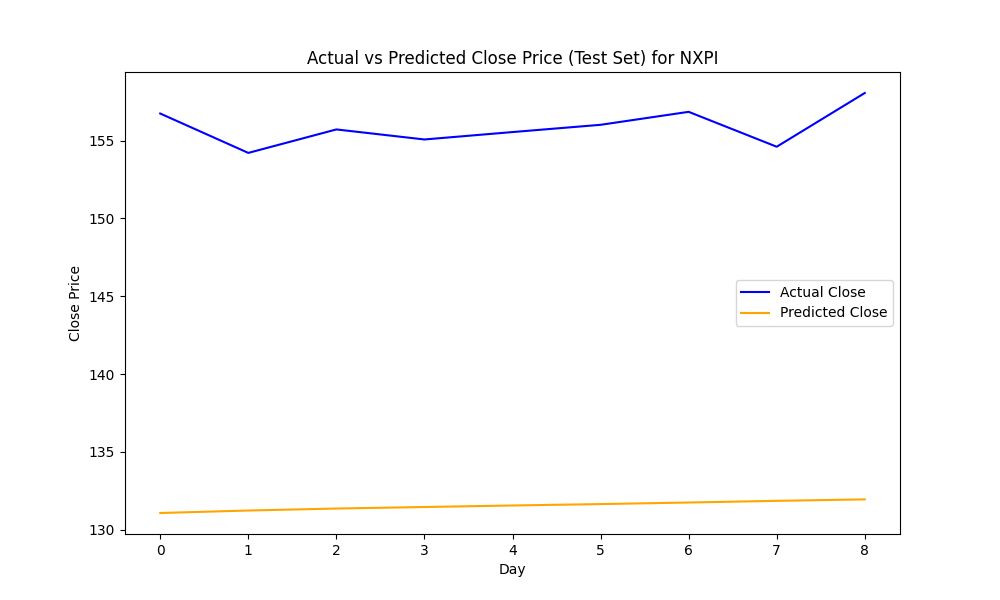 Actual vs Predicted Close Price (Test Set) for NXPI
Close Price
155
150
145
140
135
130
Actual Close
Predicted Close
0 1 2 3 4 5 6 7 8
Day